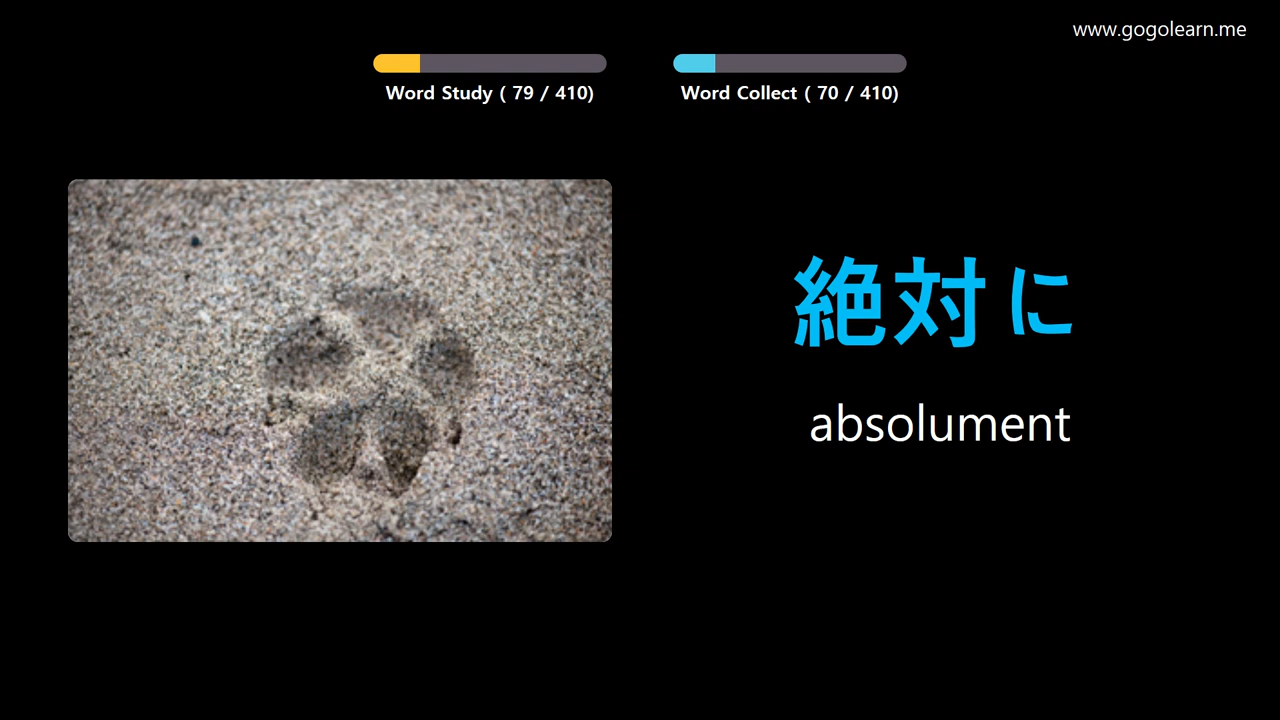 www.gogolearn.me
Word Study ( 79 / 410)
Word Collect ( 70 / 410)
絶対に
absolument